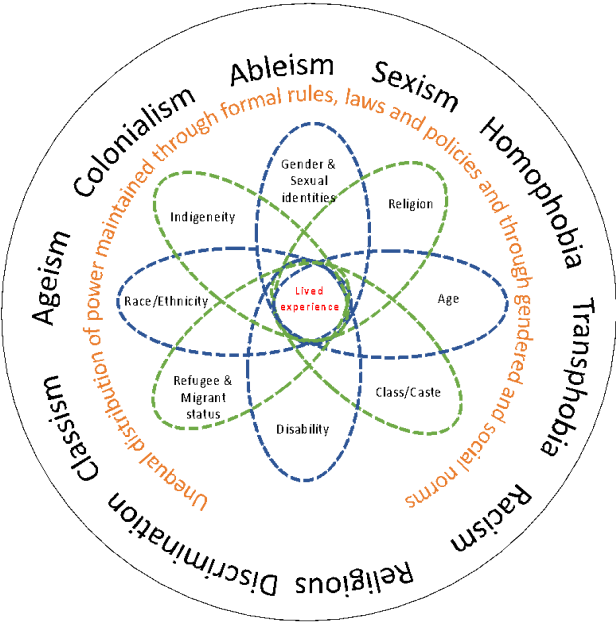 Ableism
Sexism
Homophobia
Transphobia
Racism
Religious Discrimination
Classism
Ageism
Colonialism
Unequal distribution of power maintained through formal rules, laws and policies and through gendered and social norms
Gender &
Sexual
identities
Religion
Age
Class/Caste
Disability
Refugee &
Migrant
status
Race/Ethnicity
Indigeneity
Lived
experience